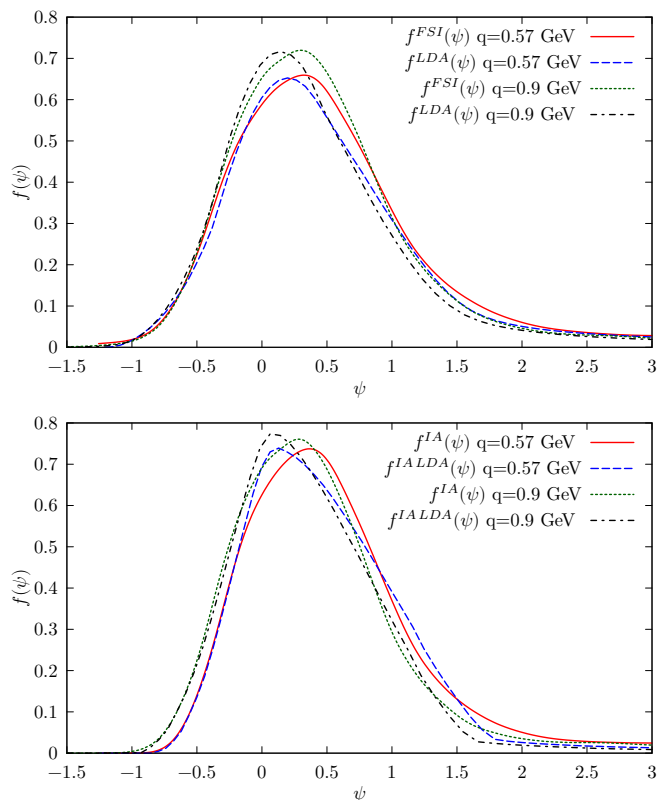 0.8
0.7
0.6
0.5
0.4
0.3
0.2
0.1
0
f(ψ)
f^{FSI}(ψ) q=0.57 GeV
f^{LDA}(ψ) q=0.57 GeV
f^{FSI}(ψ) q=0.9 GeV
f^{LDA}(ψ) q=0.9 GeV
−1.5 −1 −0.5 0 0.5 1 1.5 2 2.5 3
ψ
0.8
0.7
0.6
0.5
0.4
0.3
0.2
0.1
0
f(ψ)
f^{IA}(ψ) q=0.57 GeV
f^{IALDA}(ψ) q=0.57 GeV
f^{IA}(ψ) q=0.9 GeV
f^{IALDA}(ψ) q=0.9 GeV
−1.5 −1 −0.5 0 0.5 1 1.5 2 2.5 3
ψ